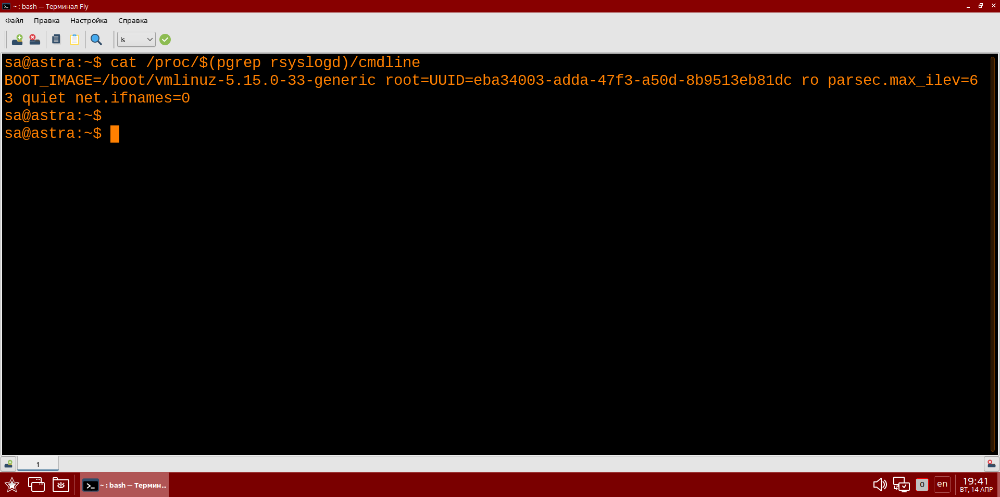 ~ : bash — Терминал Fly
Файл Правка Настройка Справка
ls
sa@astra:~$ cat /proc/$(pgrep rsyslogd)/cmdline
BOOT_IMAGE=/boot/vmlinuz-5.15.0-33-generic root=UUID=eba34003-adda-47f3-a50d-8b9513eb81dc ro parsec.max_ilev=6
3 quiet net.ifnames=0
sa@astra:~$
sa@astra:~$
1
~ : bash — Термин...
0
en
19:41
ВТ, 14 АПР